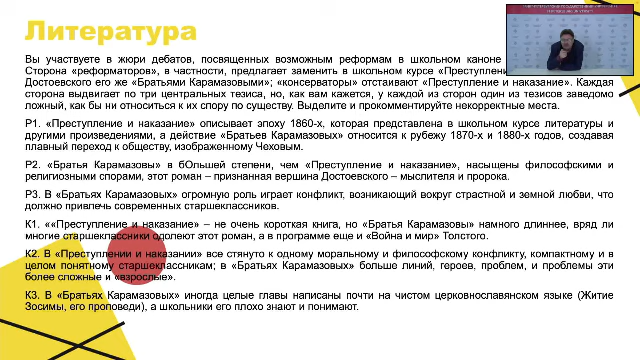 Литература
Вы участвуете в жюри дебатов, посвященных возможным реформам в школьном каноне
Сторона «реформаторов», в частности, предлагает заменить в школьном курсе
Достоевского его же «Братьями Карамазовыми»; «консерваторы» отстаивают «Преступление и наказание». Каждая
сторона выдвигает по три центральных тезиса, но, как вам кажется, у каждой из сторон один из тезисов заведомо
ложный, как бы ни относиться к их спору по существу. Выделите и прокомментируйте некорректные места.
Р1. «Преступление и наказание» описывает эпоху 1860-х, которая представлена в школьном курсе литературы и
другими произведениями, а действие «Братьев Карамазовых» относится к рубежу 1870-х и 1880-х годов, создавая
плавный переход к обществу, изображенному Чеховым.
Р2. «Братья Карамазовы» в бОльшей степени, чем «Преступление и наказание», насыщены философскими и
религиозными спорами, этот роман – признанная вершина Достоевского – мыслителя и пророка.
Р3. В «Братьях Карамазовых» огромную роль играет конфликт, возникающий вокруг страстной и земной любви, что
должно привлечь современных старшеклассников.
К1. ««Преступление и наказание» – не очень короткая книга, но «Братья Карамазовы» намного длиннее, вряд ли
многие старшеклассники одолеют этот роман, а в программе еще и «Война и мир» Толстого.
К2. В «Преступлении и наказании» все стянуто к одному моральному и философскому конфликту, компактному и в
целом понятному старшеклассникам; в «Братьях Карамазовых» больше линий, героев, проблем, и проблемы эти
более сложные и «взрослые».
К3. В «Братьях Карамазовых» иногда целые главы написаны почти на чистом церковнославянском языке (Житие
Зосимы, его проповеди), а школьники его плохо знают и понимают.